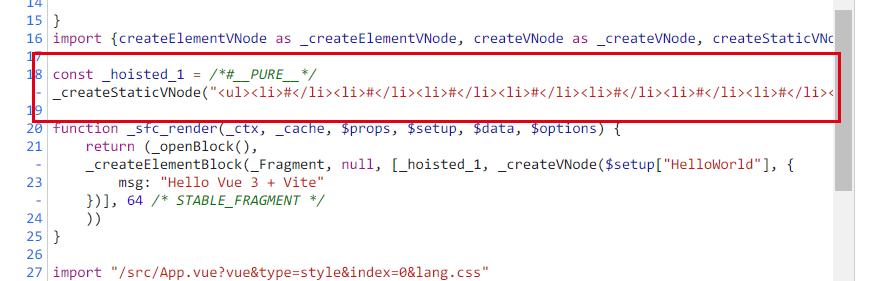 14
15 }
16 import {createElementVNode as _createElementVNode, createVNode as _createVNode, createStaticVNo
17
18 const _hoisted_1 = /*#__PURE__*/
- _createStaticVNode("<ul><li>#</li><li>#</li><li>#</li><li>#</li><li>#</li><li>#</li><li>#</li><
19
20 function _sfc_render(_ctx, _cache, $props, $setup, $data, $options) {
21 return (_openBlock(),
- _createElementBlock(_Fragment, null, [_hoisted_1, _createVNode($setup["HelloWorld"], {
23 msg: "Hello Vue 3 + Vite"
- })], 64 /* STABLE_FRAGMENT */
24 ))
25 }
26
27 import "/src/App.vue?vue&type=style&index=0&lang.css"